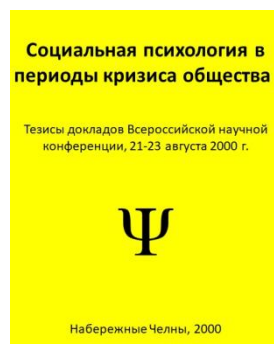 Социальная психология в
периоды кризиса общества
Тезисы докладов Всероссийской научной
конференции, 21-23 августа 2000 г.
Ψ
Набережные Челны, 2000